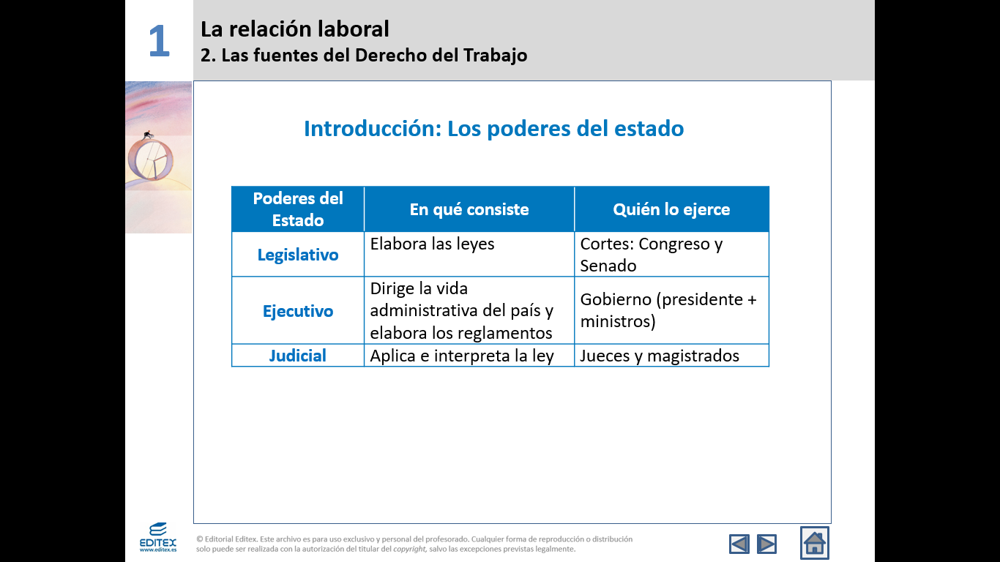 1
La relación laboral
2. Las fuentes del Derecho del Trabajo
Introducción: Los poderes del estado
Poderes del
Estado
En qué consiste
Quién lo ejerce
Legislativo
Elabora las leyes
Cortes: Congreso y
Senado
Ejecutivo
Dirige la vida
administrativa del país y
elabora los reglamentos
Gobierno (presidente +
ministros)
Judicial
Aplica e interpreta la ley
Jueces y magistrados
EDITEX
www.editex.es
© Editorial Editex. Este archivo es para uso exclusivo y personal del profesorado. Cualquier forma de reproducción o distribución
solo puede ser realizada con la autorización del titular del copyright, salvo las excepciones previstas legalmente.